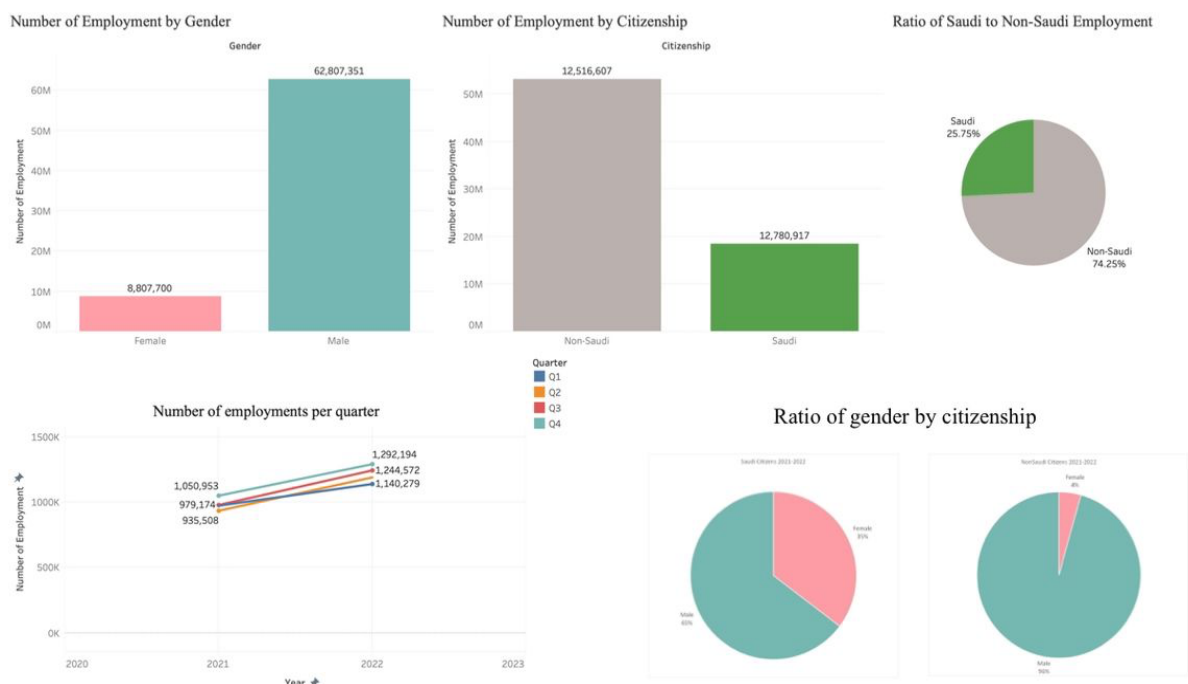 Number of Employment by Gender
Gender
Number of Employment
60M
50M
40M
30M
20M
10M
0M
8,807,700
62,807,351
Female
Male
Number of Employment by Citizenship
Citizenship
Number of Employment
50M
40M
30M
20M
10M
0M
12,516,607
12,780,917
Non-Saudi
Saudi
Ratio of Saudi to Non-Saudi Employment
Saudi
25.75%
Non-Saudi
74.25%
Quarter
Q1
Q2
Q3
Q4
Number of employments per quarter
Number of Employment
1500K
1000K
500K
0K
1,050,953
979,174
935,508
1,292,194
1,244,572
1,140,279
2020
2021
2022
2023
Year
Ratio of gender by citizenship
Saudi Citizens 2021-2022
Female
35%
Male
65%
NonSaudi Citizens 2021-2022
Female
4%
Male
96%